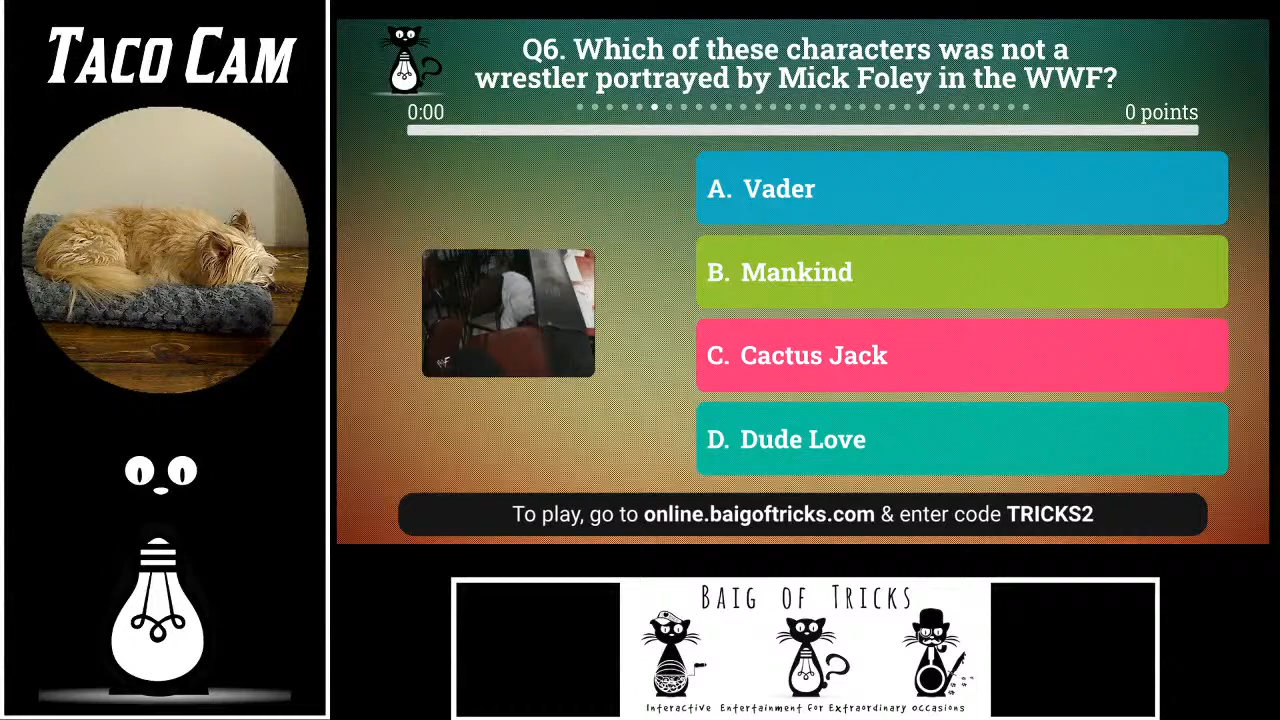 TACO CAM
Q6. Which of these characters was not a
wrestler portrayed by Mick Foley in the WWF?
0:00
0 points
A. Vader
B. Mankind
C. Cactus Jack
D. Dude Love
To play, go to online.baigoftricks.com & enter code TRICKS2
BAIG OF TRICKS
Interactive Entertainment for Extraordinary occasions